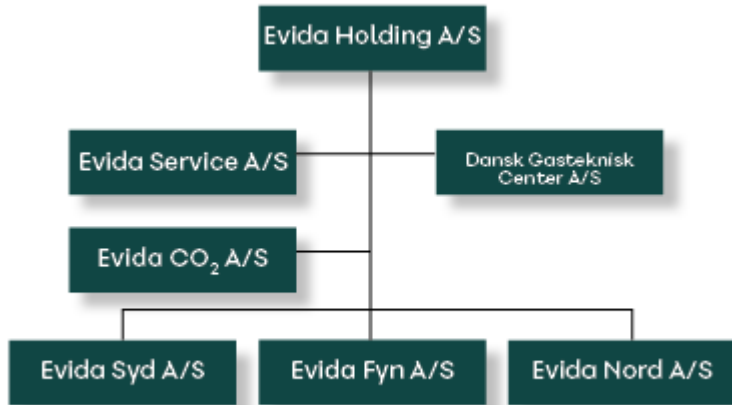 Evida Holding A/S
Evida Service A/S
Dansk Gasteknisk
Center A/S
Evida CO₂ A/S
Evida Syd A/S
Evida Fyn A/S
Evida Nord A/S